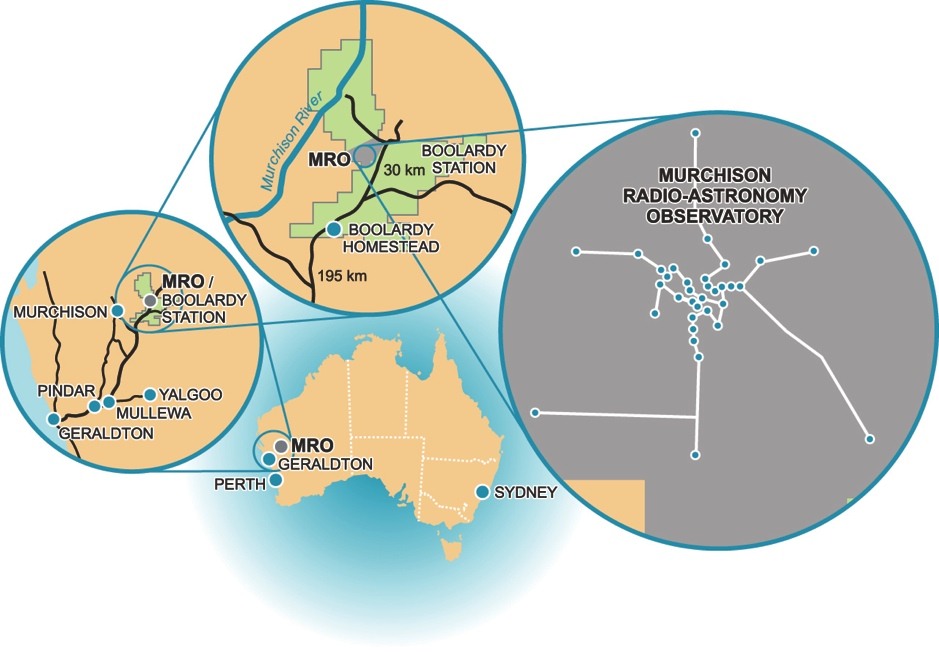 Murchison River
MRO
BOOLARDY
STATION
30 km
BOOLARDY
HOMESTEAD
195 km
MURCHISON
RADIO-ASTRONOMY
OBSERVATORY
MRO /
BOOLARDY
STATION
MURCHISON
PINDAR
YALGOO
MULLEWA
GERALDTON
MRO
GERALDTON
PERTH
SYDNEY